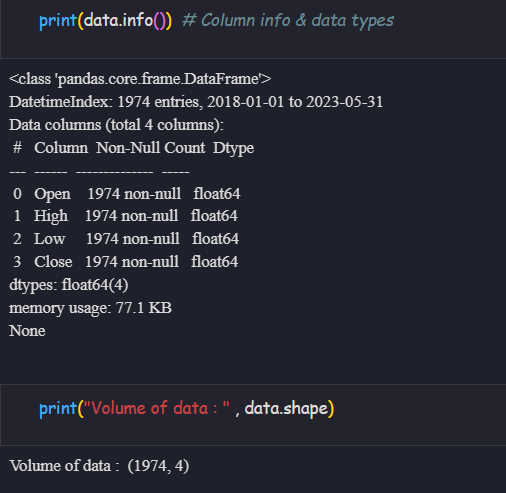 print(data.info())  # Column info & data types
<class 'pandas.core.frame.DataFrame'>
DatetimeIndex: 1974 entries, 2018-01-01 to 2023-05-31
Data columns (total 4 columns):
 #   Column  Non-Null Count  Dtype
---  ------  --------------  -----
 0   Open    1974 non-null   float64
 1   High    1974 non-null   float64
 2   Low     1974 non-null   float64
 3   Close   1974 non-null   float64
dtypes: float64(4)
memory usage: 77.1 KB
None
print("Volume of data : " , data.shape)
Volume of data :  (1974, 4)